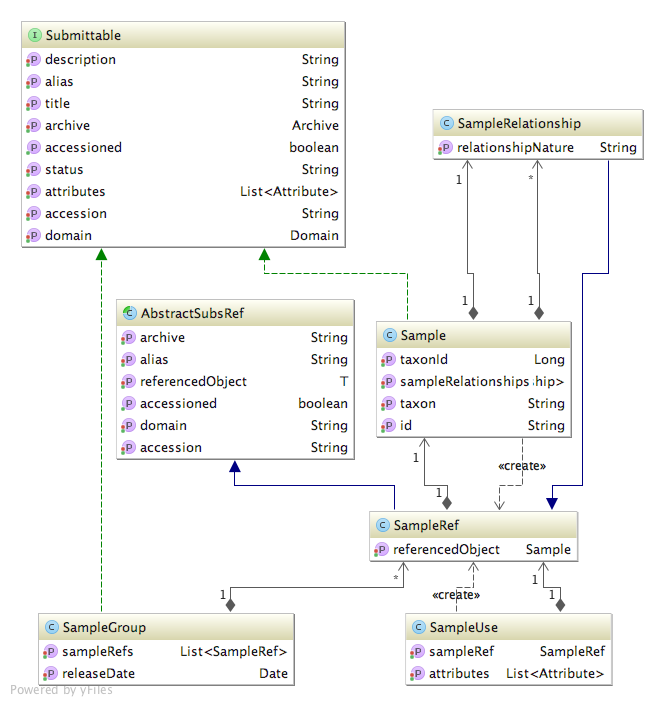 I Submittable
P description String
P alias String
P title String
P archive Archive
P accessioned boolean
P status String
P attributes List<Attribute>
P accession String
P domain Domain
C SampleRelationship
P relationshipNature String
1 *
1 1
C AbstractSubsRef
P archive String
P alias String
P referencedObject T
P accessioned boolean
P domain String
P accession String
C Sample
P taxonId Long
P sampleRelationships hip>
P taxon String
P id String
1 «create»
1
C SampleRef
P referencedObject Sample
* 1
1 «create» 1
C SampleGroup
P sampleRefs List<SampleRef>
P releaseDate Date
C SampleUse
P sampleRef SampleRef
P attributes List<Attribute>
Powered by yFiles